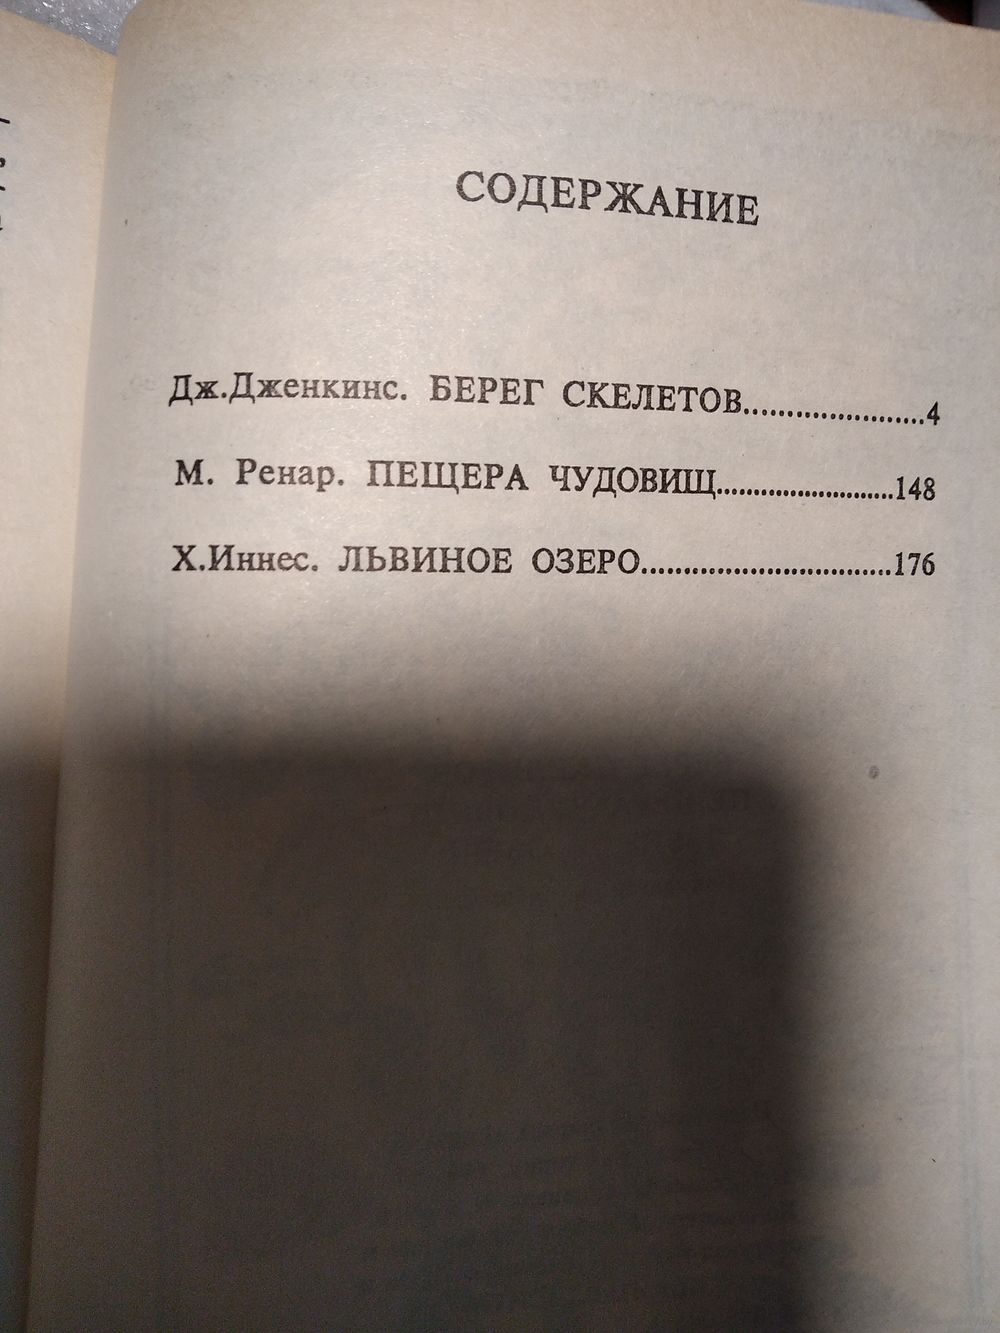 СОДЕРЖАНИЕ
Дж.Дженкинс. БЕРЕГ СКЕЛЕТОВ......................4
М. Ренар. ПЕЩЕРА ЧУДОВИЩ..........................148
Х.Иннес. ЛЬВИНОЕ ОЗЕРО..............................176